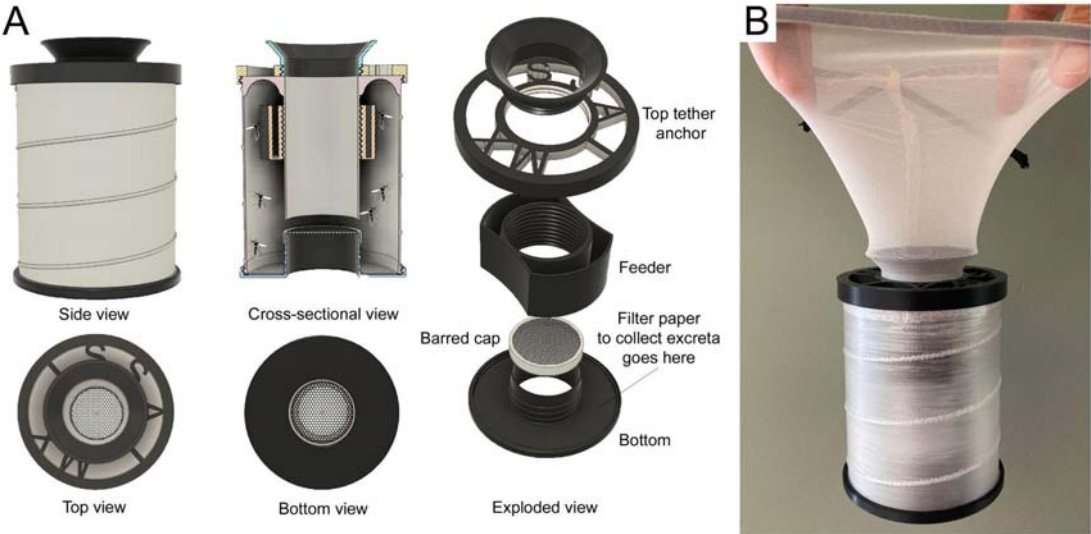 A
B
Top tether
anchor
Feeder
Side view
Cross-sectional view
Barred cap
Filter paper
to collect excreta
goes here
Bottom
Top view
Bottom view
Exploded view